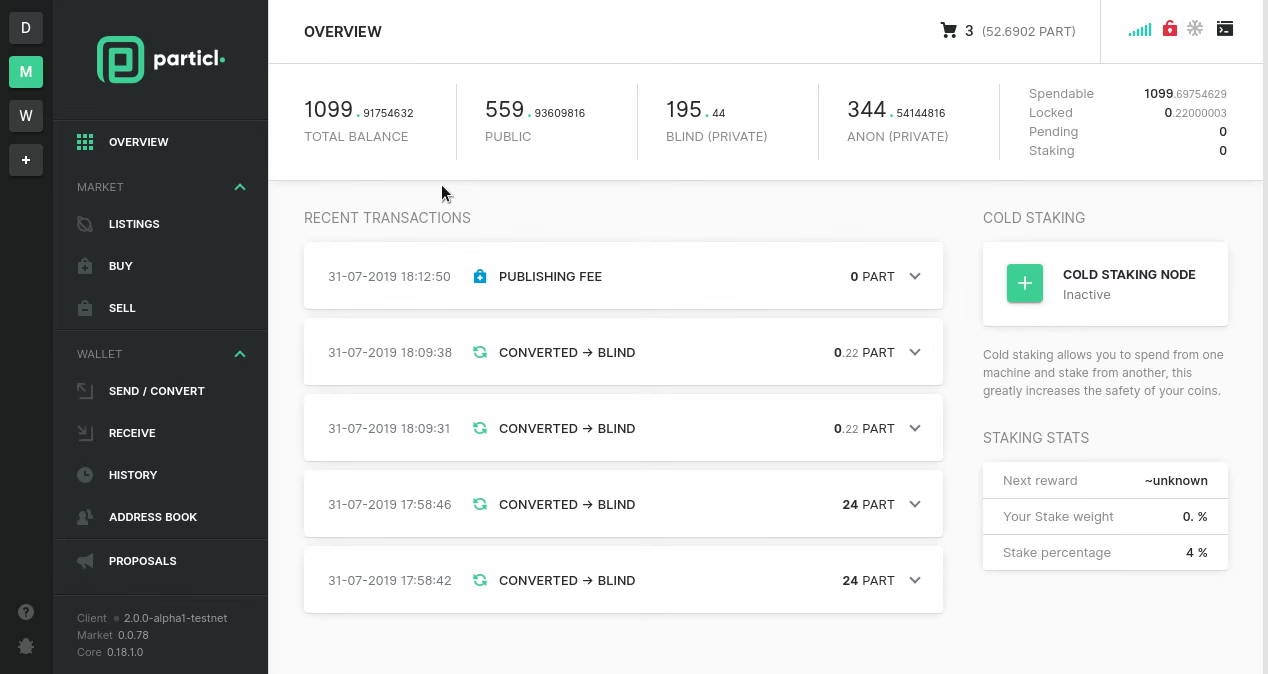 D
M
W
+
particl
OVERVIEW
MARKET
LISTINGS
BUY
SELL
WALLET
SEND / CONVERT
RECEIVE
HISTORY
ADDRESS BOOK
PROPOSALS
Client 2.0.0-alpha1-testnet
Market 0.0.78
Core 0.18.1.0
OVERVIEW
3 (52.6902 PART)
1099.91754632
TOTAL BALANCE
559.93609816
PUBLIC
195.44
BLIND (PRIVATE)
344.54144816
ANON (PRIVATE)
Spendable 1099.69754629
Locked 0.22000003
Pending 0
Staking 0
RECENT TRANSACTIONS
31-07-2019 18:12:50 PUBLISHING FEE 0 PART
31-07-2019 18:09:38 CONVERTED → BLIND 0.22 PART
31-07-2019 18:09:31 CONVERTED → BLIND 0.22 PART
31-07-2019 17:58:46 CONVERTED → BLIND 24 PART
31-07-2019 17:58:42 CONVERTED → BLIND 24 PART
COLD STAKING
+
COLD STAKING NODE
Inactive
Cold staking allows you to spend from one
machine and stake from another, this
greatly increases the safety of your coins.
STAKING STATS
Next reward ~unknown
Your Stake weight 0. %
Stake percentage 4 %